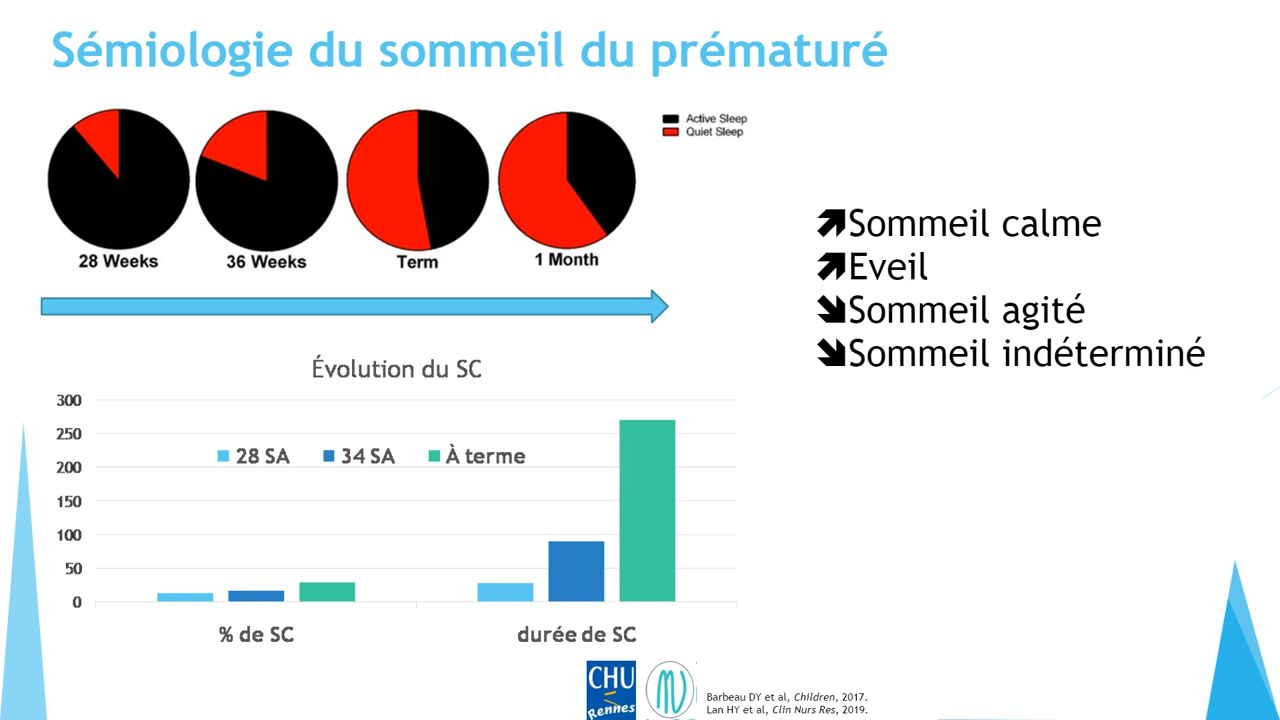 Sémiologie du sommeil du prématuré
Active Sleep
Quiet Sleep
28 Weeks
36 Weeks
Term
1 Month
Sommeil calme
Eveil
Sommeil agité
Sommeil indéterminé
Évolution du SC
300
250
200
150
100
50
0
28 SA
34 SA
À terme
% de SC
durée de SC
CHU
Rennes
Barbeau DY et al, Children, 2017.
Lan HY et al, Clin Nurs Res, 2019.